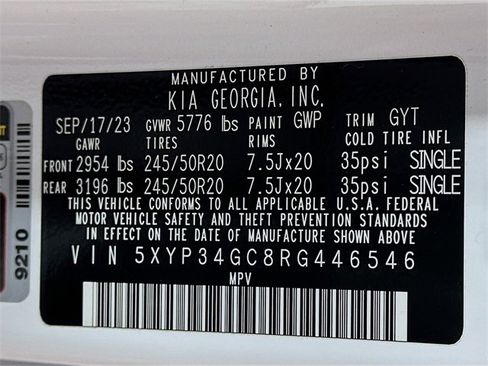 MANUFACTURED BY
KIA GEORGIA, INC.
SEP/17/23 GVWR 5776 lbs PAINT GWP TRIM GYT
GAWR TIRES RIMS COLD TIRE INFL
FRONT 2954 lbs 245/50R20 7.5Jx20 35psi SINGLE
REAR 3196 lbs 245/50R20 7.5Jx20 35psi SINGLE
THIS VEHICLE CONFORMS TO ALL APPLICABLE U.S.A. FEDERAL
MOTOR VEHICLE SAFETY AND THEFT PREVENTION STANDARDS
IN EFFECT ON THE DATE OF MANUFACTURE SHOWN ABOVE
VIN 5XYP34GC8RG446546
MPV
9210